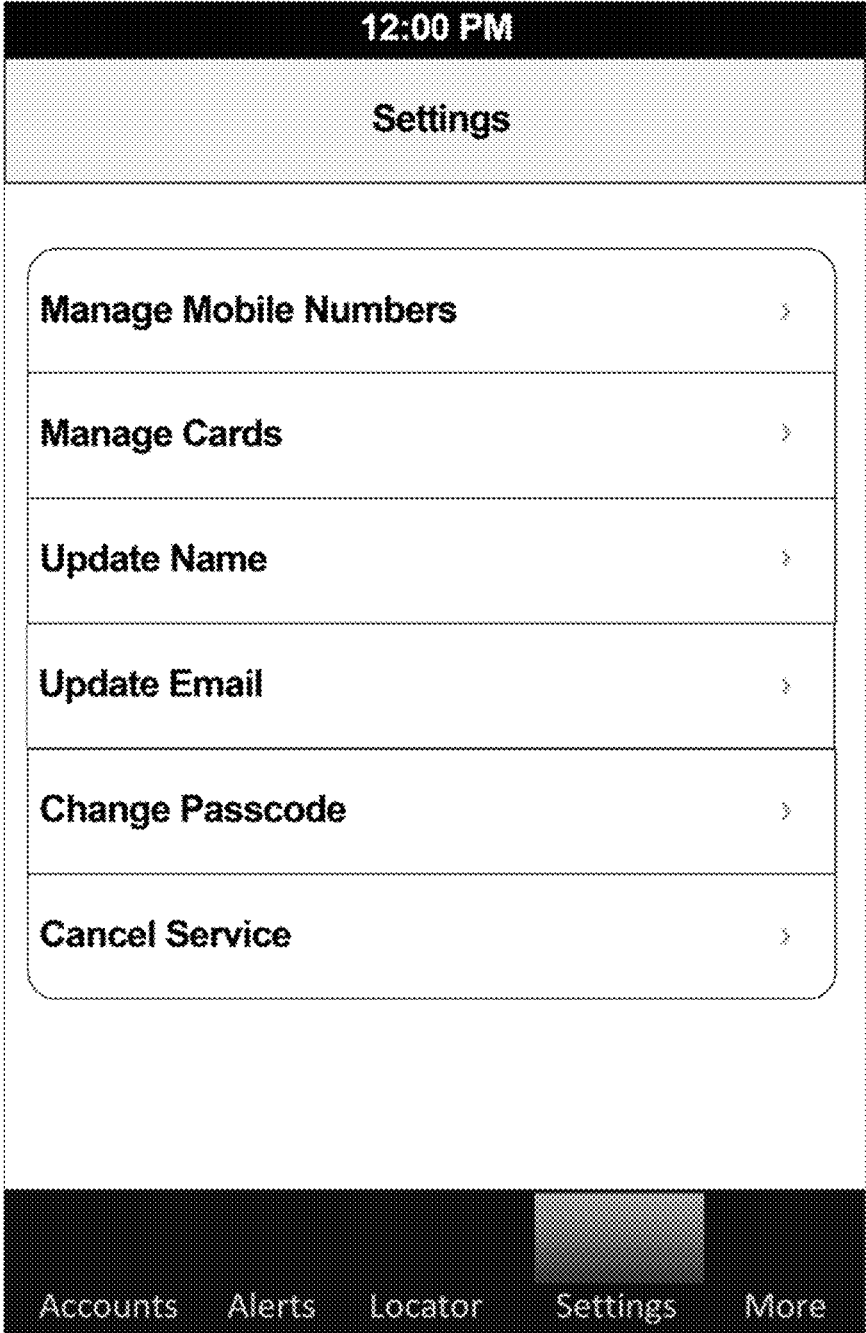 12:00 PM
Settings
Manage Mobile Numbers
Manage Cards
Update Name
Update Email
Change Passcode
Cancel Service
Accounts Alerts Locator Settings More